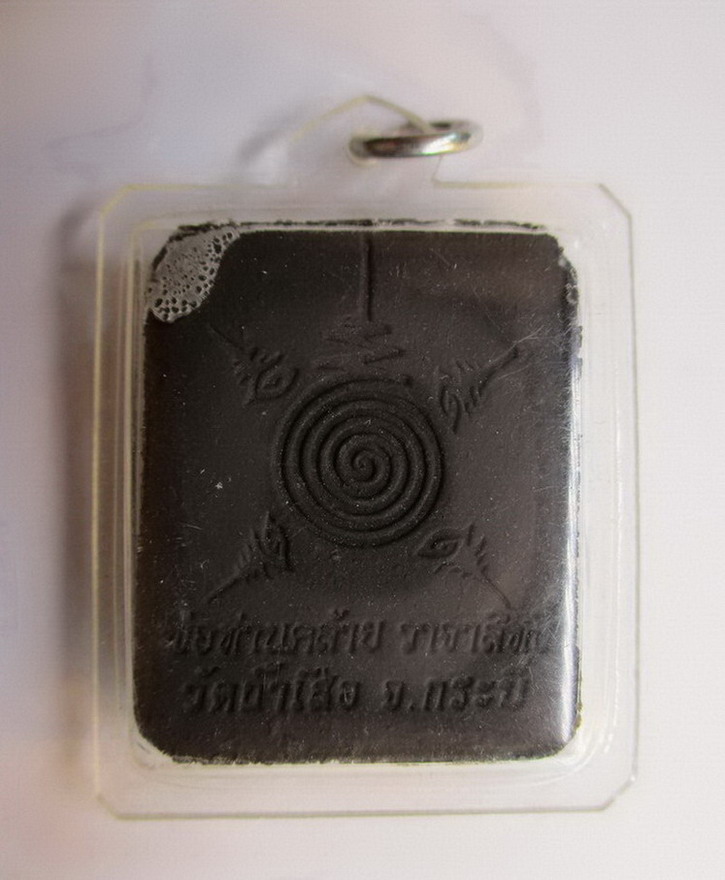 พ่อท่านคล้าย วาจาสิทธิ์
วัดถ้ำเสือ จ.กระบี่